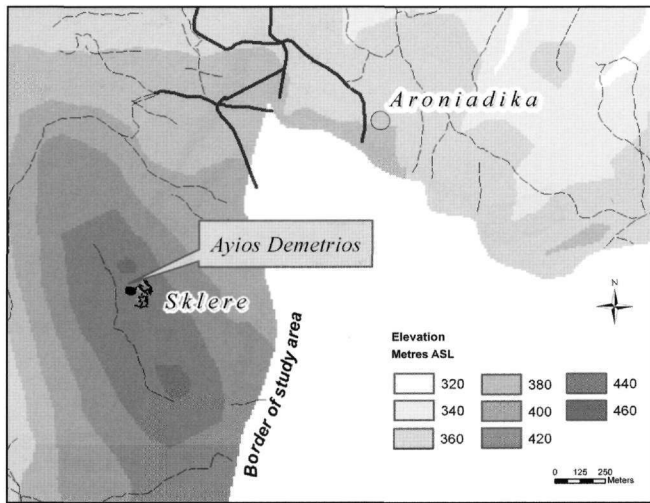 Aroniadika
Ayios Demetrios
Sklere
Border of study area
N
Elevation
Metres ASL
320 380 440
340 400 460
360 420
0 125 250
Meters